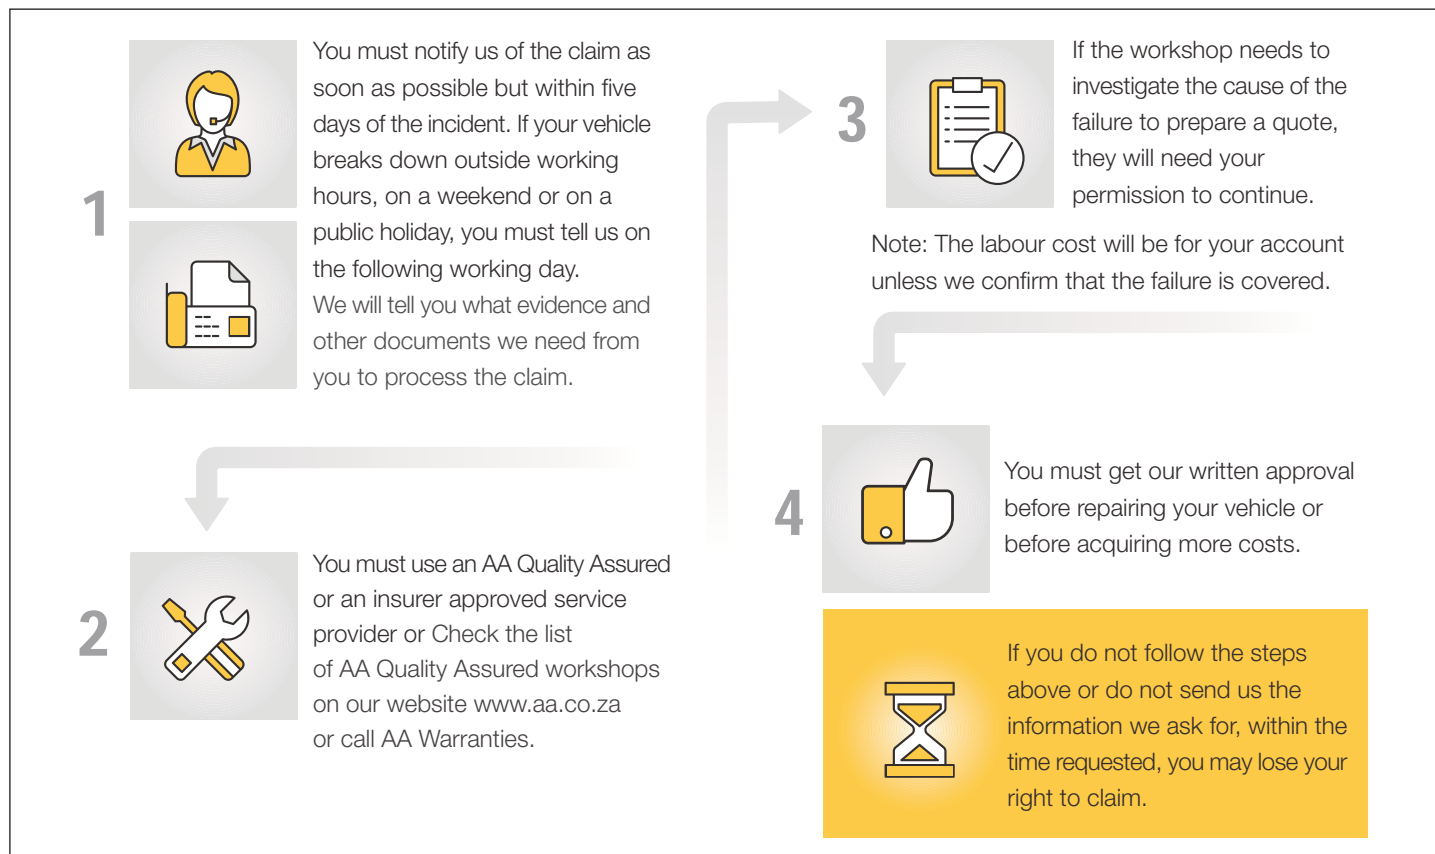 1
You must notify us of the claim as
soon as possible but within five
days of the incident. If your vehicle
breaks down outside working
hours, on a weekend or on a
public holiday, you must tell us on
the following working day.
We will tell you what evidence and
other documents we need from
you to process the claim.
2
You must use an AA Quality Assured
or an insurer approved service
provider or Check the list
of AA Quality Assured workshops
on our website www.aa.co.za
or call AA Warranties.
3
If the workshop needs to
investigate the cause of the
failure to prepare a quote,
they will need your
permission to continue.
Note: The labour cost will be for your account
unless we confirm that the failure is covered.
4
You must get our written approval
before repairing your vehicle or
before acquiring more costs.
If you do not follow the steps
above or do not send us the
information we ask for, within the
time requested, you may lose your
right to claim.